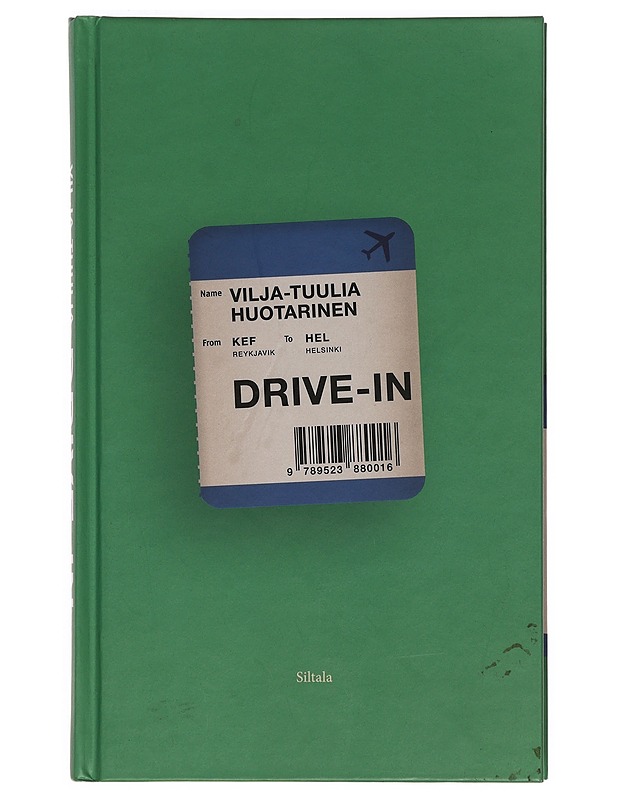 Name VILJA-TUULIA
HUOTARINEN
From KEF To HEL
REYKJAVIK HELSINKI
DRIVE-IN
9 789523 880016
Siltala